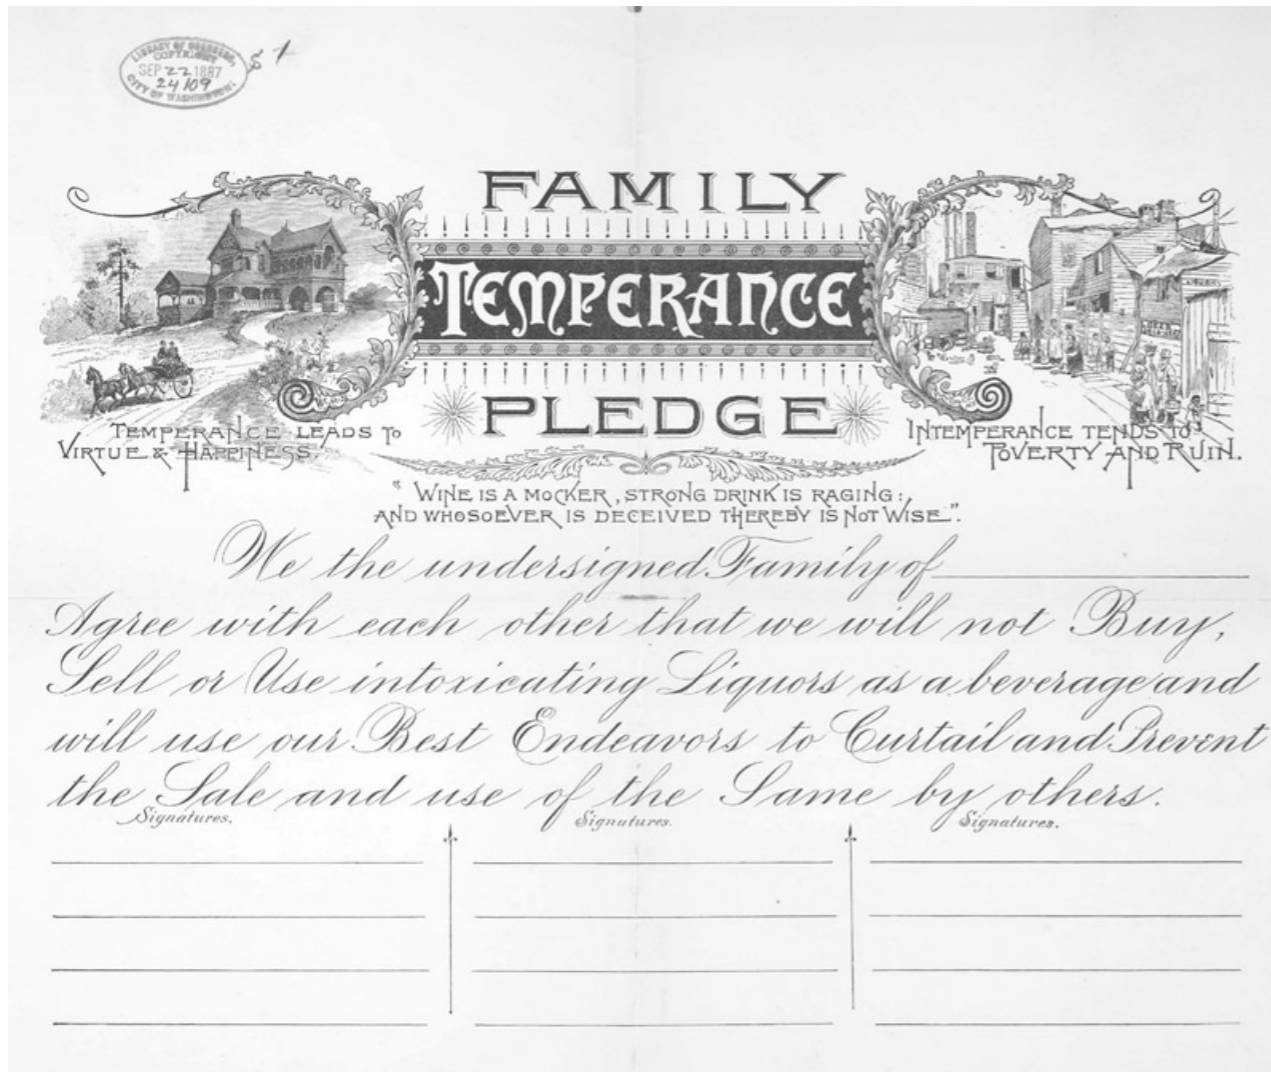 LIBRARY OF CONGRESS,
COPYRIGHT
SEP 22 1887
24109
CITY OF WASHINGTON.
FAMILY
TEMPERANCE
PLEDGE
TEMPERANCE LEADS TO
VIRTUE & HAPPINESS.
INTEMPERANCE TENDS TO
POVERTY AND RUIN.
"WINE IS A MOCKER, STRONG DRINK IS RAGING:
AND WHOSOEVER IS DECEIVED THEREBY IS NOT WISE".
We the undersigned Family of
Agree with each other that we will not Buy,
Sell or Use intoxicating Liquors as a beverage and
will use our Best Endeavors to Curtail and Prevent
the Sale and use of the Same by others.
Signatures. Signatures. Signatures.